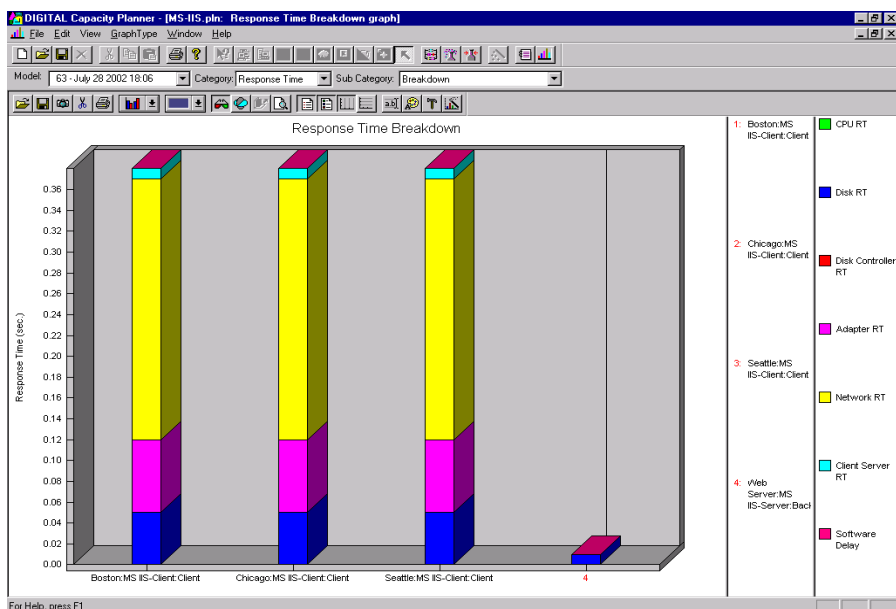 DIGITAL Capacity Planner - [MS-IIS.pln: Response Time Breakdown graph]
File Edit View GraphType Window Help
Model: 63 - July 28 2002 18:06 Category: Response Time Sub Category: Breakdown
Response Time Breakdown
Response Time (sec.)
0.36
0.34
0.32
0.30
0.28
0.26
0.24
0.22
0.20
0.18
0.16
0.14
0.12
0.10
0.08
0.06
0.04
0.02
0.00
Boston:MS IIS-Client:Client Chicago:MS IIS-Client:Client Seattle:MS IIS-Client:Client 4
1: Boston:MS
IIS-Client:Client
2: Chicago:MS
IIS-Client:Client
3: Seattle:MS
IIS-Client:Client
4: Web
Server:MS
IIS-Server:Back
CPU RT
Disk RT
Disk Controller
RT
Adapter RT
Network RT
Client Server
RT
Software
Delay
For Help, press F1